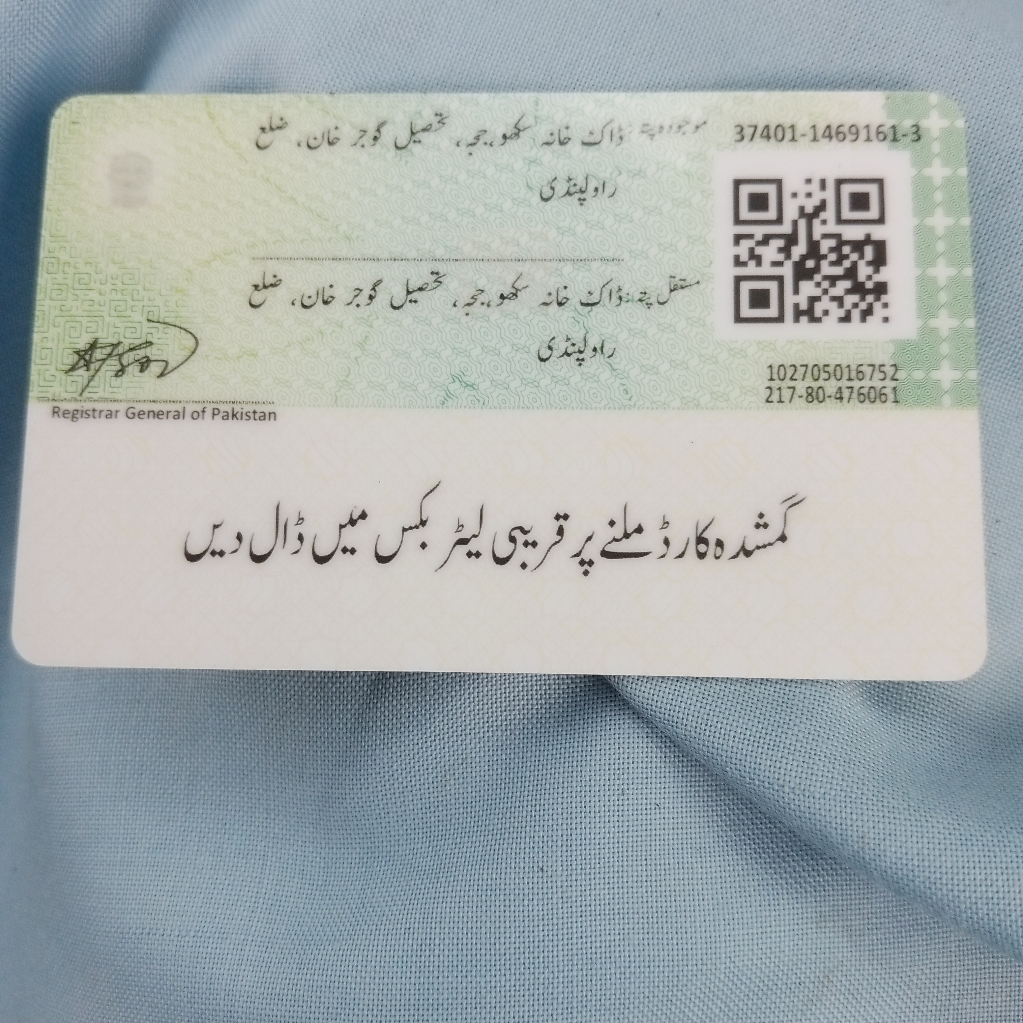 موجودہ پتہ: ڈاک خانہ سکھو، ججہ، تحصیل گوجر خان، ضلع
راولپنڈی
37401-1469161-3
مستقل پتہ: ڈاک خانہ سکھو، ججہ، تحصیل گوجر خان، ضلع
راولپنڈی
102705016752
217-80-476061
Registrar General of Pakistan
گمشدہ کارڈ ملنے پر قریبی لیٹر بکس میں ڈال دیں